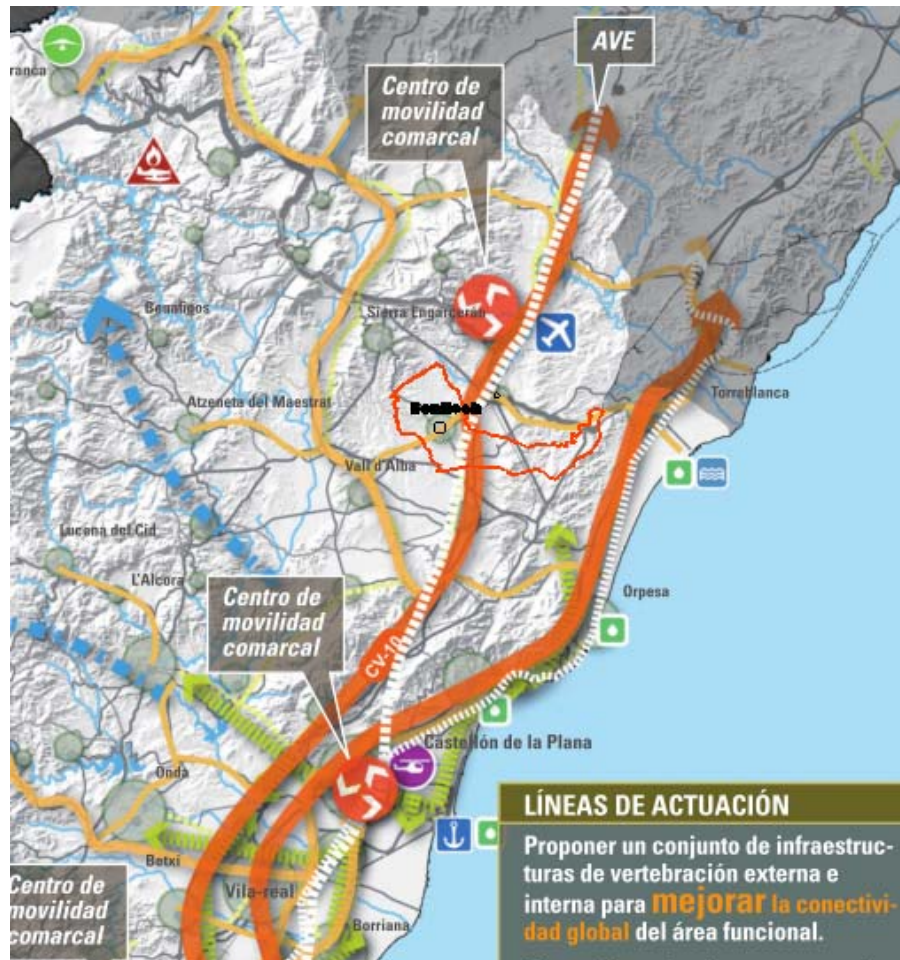 AVE
Centro de
movilidad
comarcal
ranca
Benafigos
Sierra Engarcerán
Atzeneta del Maestrat
Torreblanca
Benlloch
Vall d'Alba
Lucena del Cid
L'Alcora
Orpesa
Centro de
movilidad
comarcal
CV-10
Castellón de la Plana
Onda
Betxí
Vila-real
Borriana
Centro de
movilidad
comarcal
LÍNEAS DE ACTUACIÓN
Proponer un conjunto de infraestruc-
turas de vertebración externa e
interna para mejorar la conectivi-
dad global del área funcional.